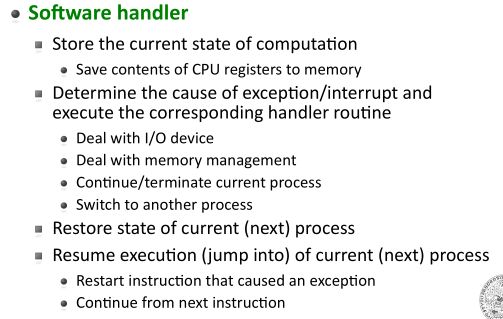 Software handler
Store the current state of computation
Save contents of CPU registers to memory
Determine the cause of exception/interrupt and
execute the corresponding handler routine
Deal with I/O device
Deal with memory management
Continue/terminate current process
Switch to another process
Restore state of current (next) process
Resume execution (jump into) of current (next) process
Restart instruction that caused an exception
Continue from next instruction